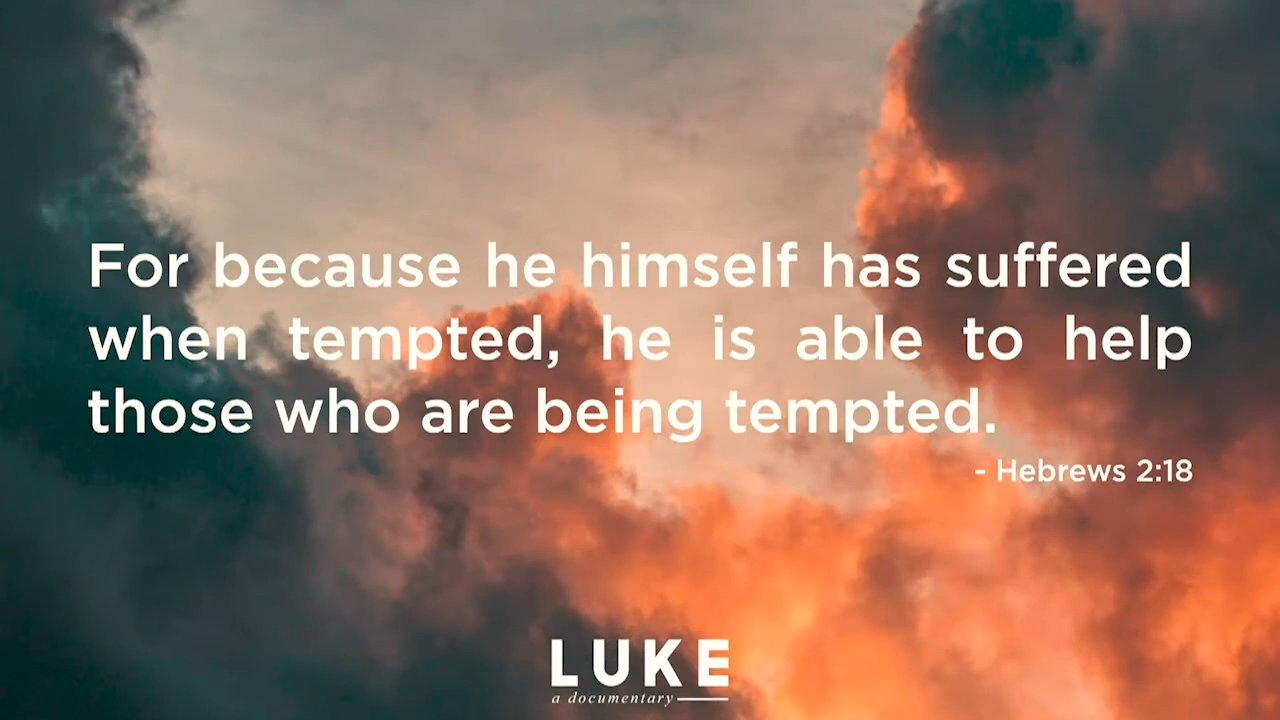 For because he himself has suffered
when tempted, he is able to help
those who are being tempted.
- Hebrews 2:18
LUKE
a documentary